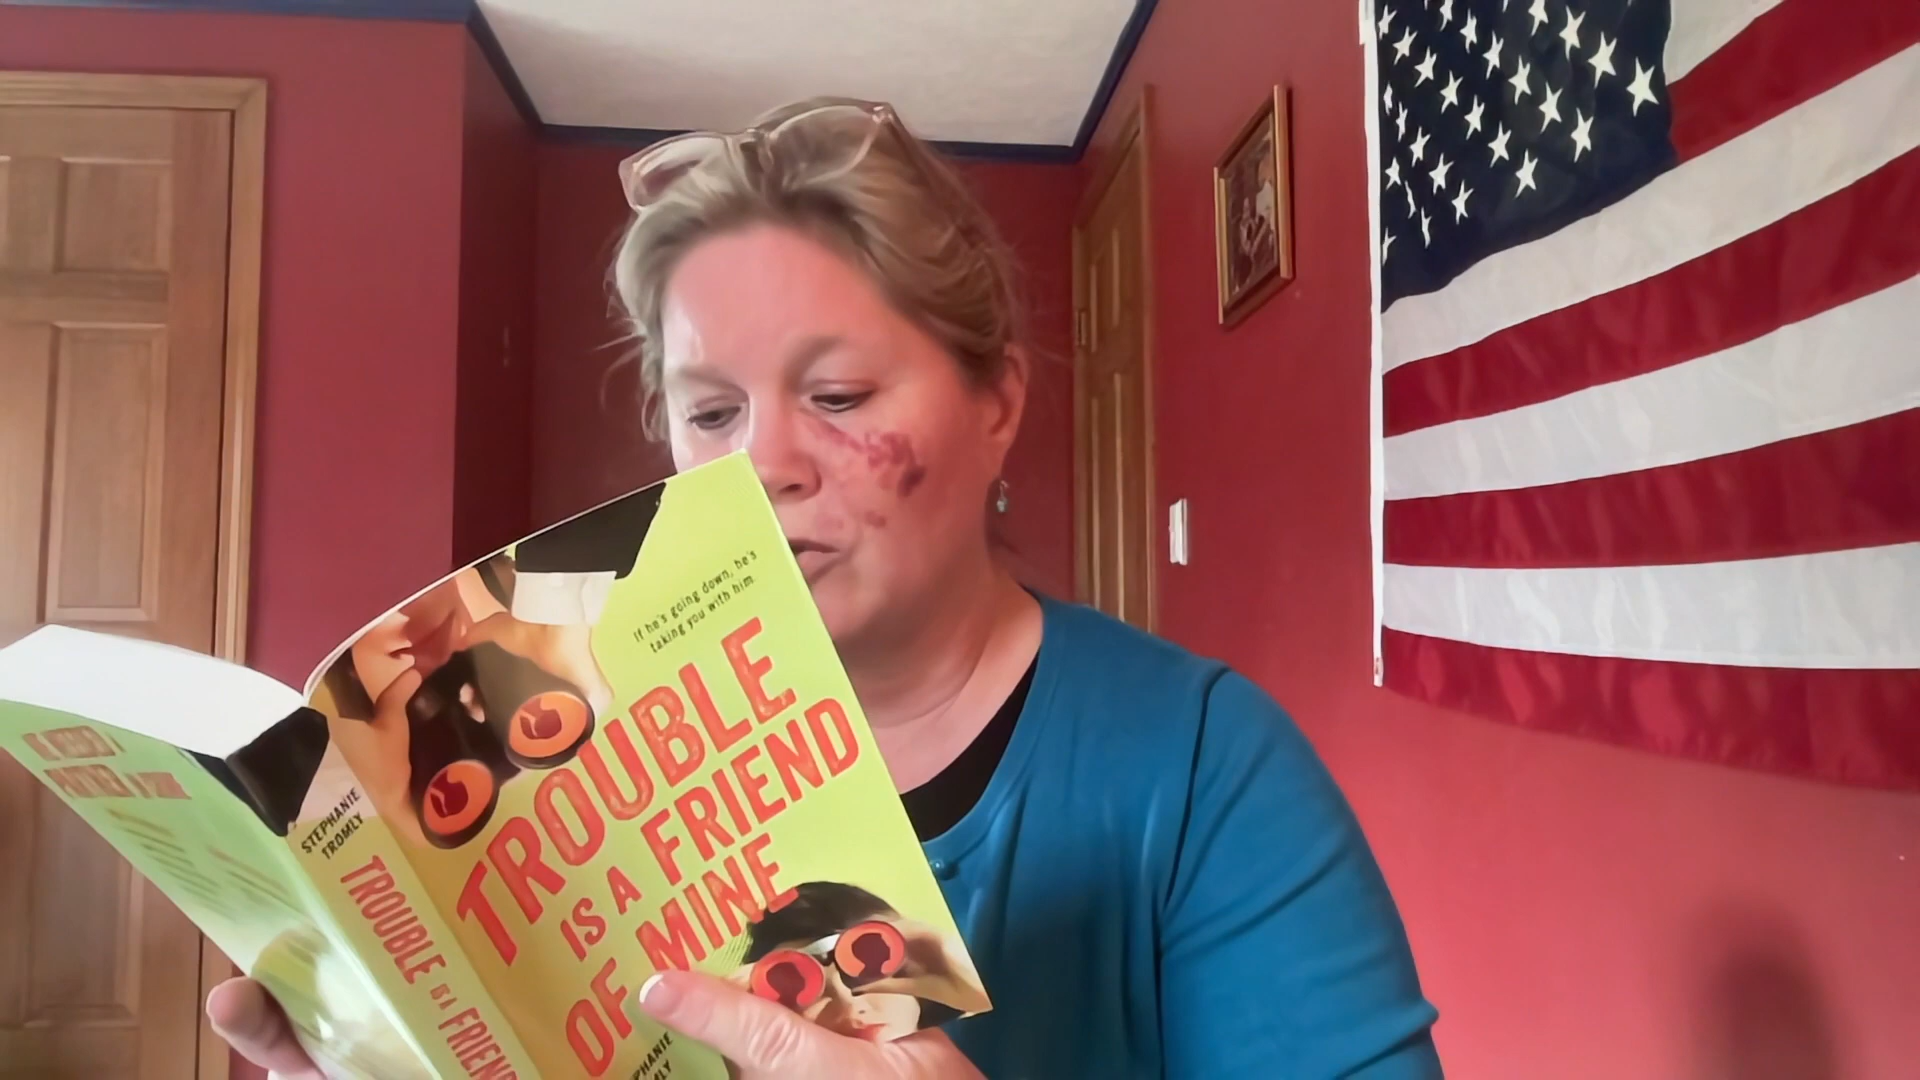 If he's going down, he's
taking you with him.
TROUBLE
IS A FRIEND
OF MINE
STEPHANIE
TROMLY
TROUBLE IS A FRIEND